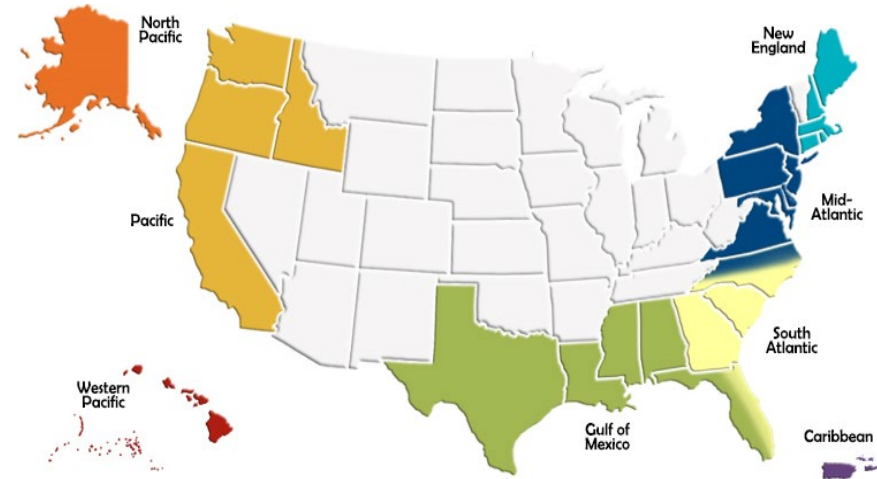 North
Pacific
New
England
Pacific
Mid-
Atlantic
South
Atlantic
Western
Pacific
Gulf of
Mexico
Caribbean